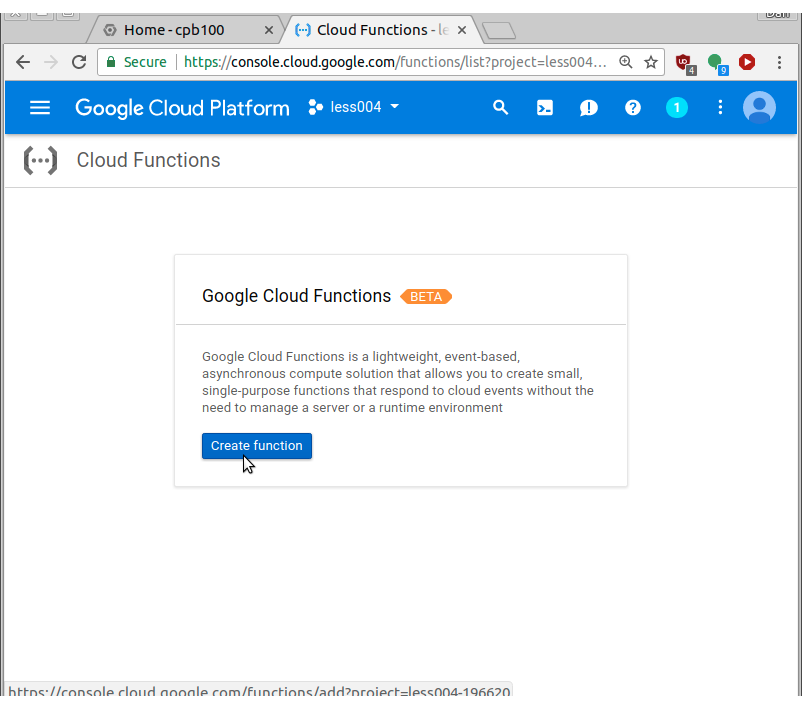 Dan
Home - cpb100
Cloud Functions - le
Secure
https://console.cloud.google.com/functions/list?project=less004...
4
9
Google Cloud Platform
less004
1
Cloud Functions
Google Cloud Functions BETA
Google Cloud Functions is a lightweight, event-based,
asynchronous compute solution that allows you to create small,
single-purpose functions that respond to cloud events without the
need to manage a server or a runtime environment
Create function
https://console.cloud.google.com/functions/add?project=less004-196620